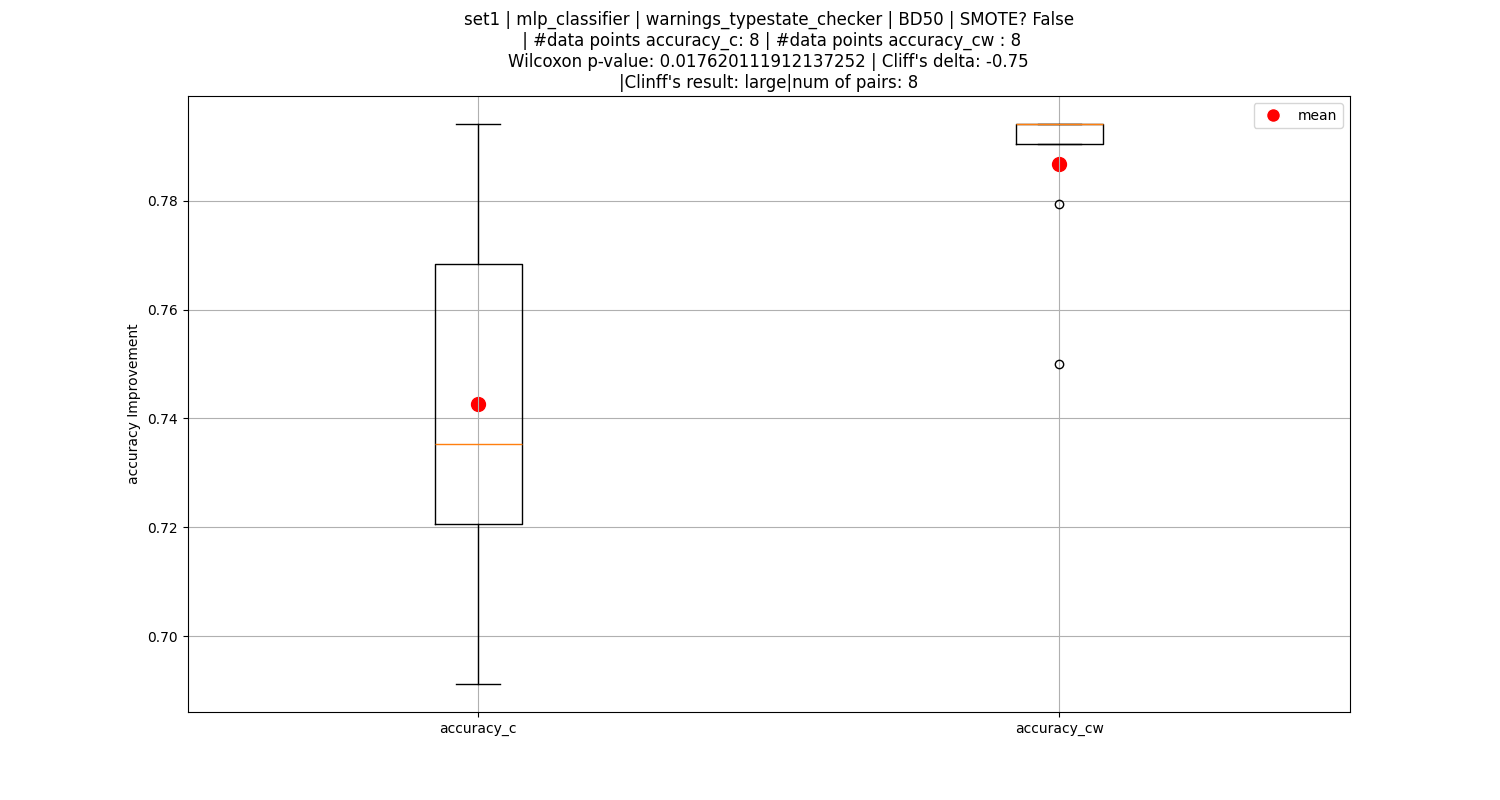 set1 | mlp_classifier | warnings_typestate_checker | BD50 | SMOTE? False
| #data points accuracy_c: 8 | #data points accuracy_cw : 8
Wilcoxon p-value: 0.017620111912137252 | Cliff's delta: -0.75
|Clinff's result: large|num of pairs: 8
mean
accuracy Improvement
0.78
0.76
0.74
0.72
0.70
accuracy_c
accuracy_cw